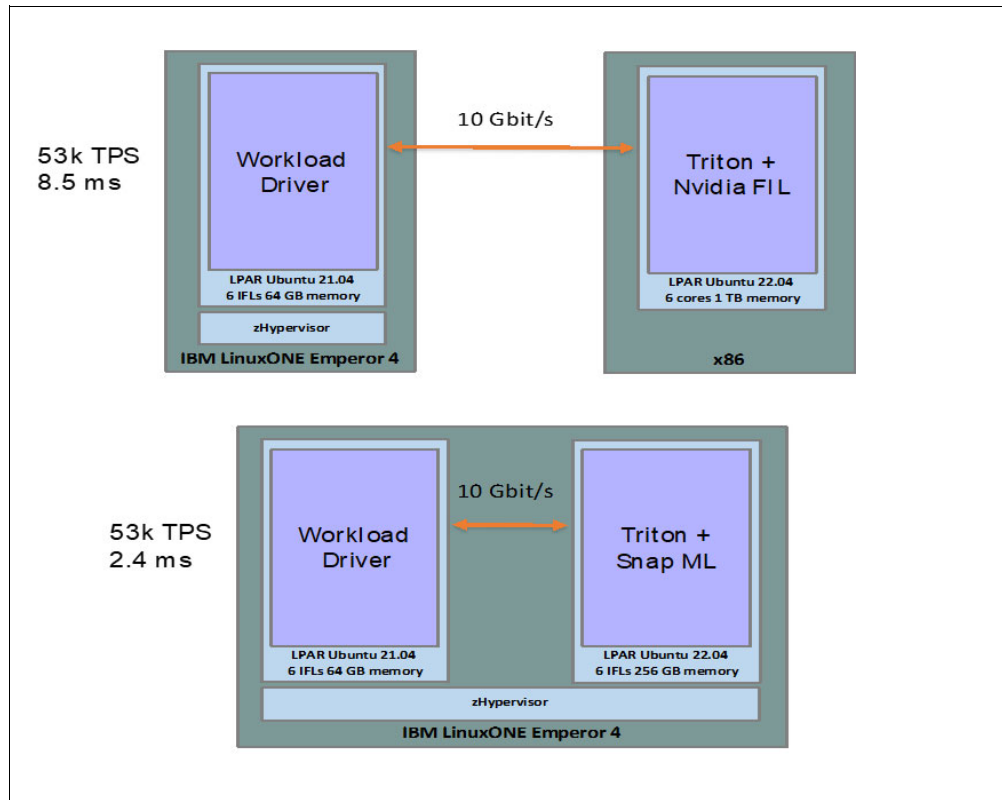 53k TPS
8.5 ms
Workload
Driver
LPAR Ubuntu 21.04
6 IFLs 64 GB memory
zHypervisor
IBM LinuxONE Emperor 4
10 Gbit/s
Triton +
Nvidia FIL
LPAR Ubuntu 22.04
6 cores 1 TB memory
x86
53k TPS
2.4 ms
Workload
Driver
LPAR Ubuntu 21.04
6 IFLs 64 GB memory
10 Gbit/s
Triton +
Snap ML
LPAR Ubuntu 22.04
6 IFLs 256 GB memory
zHypervisor
IBM LinuxONE Emperor 4